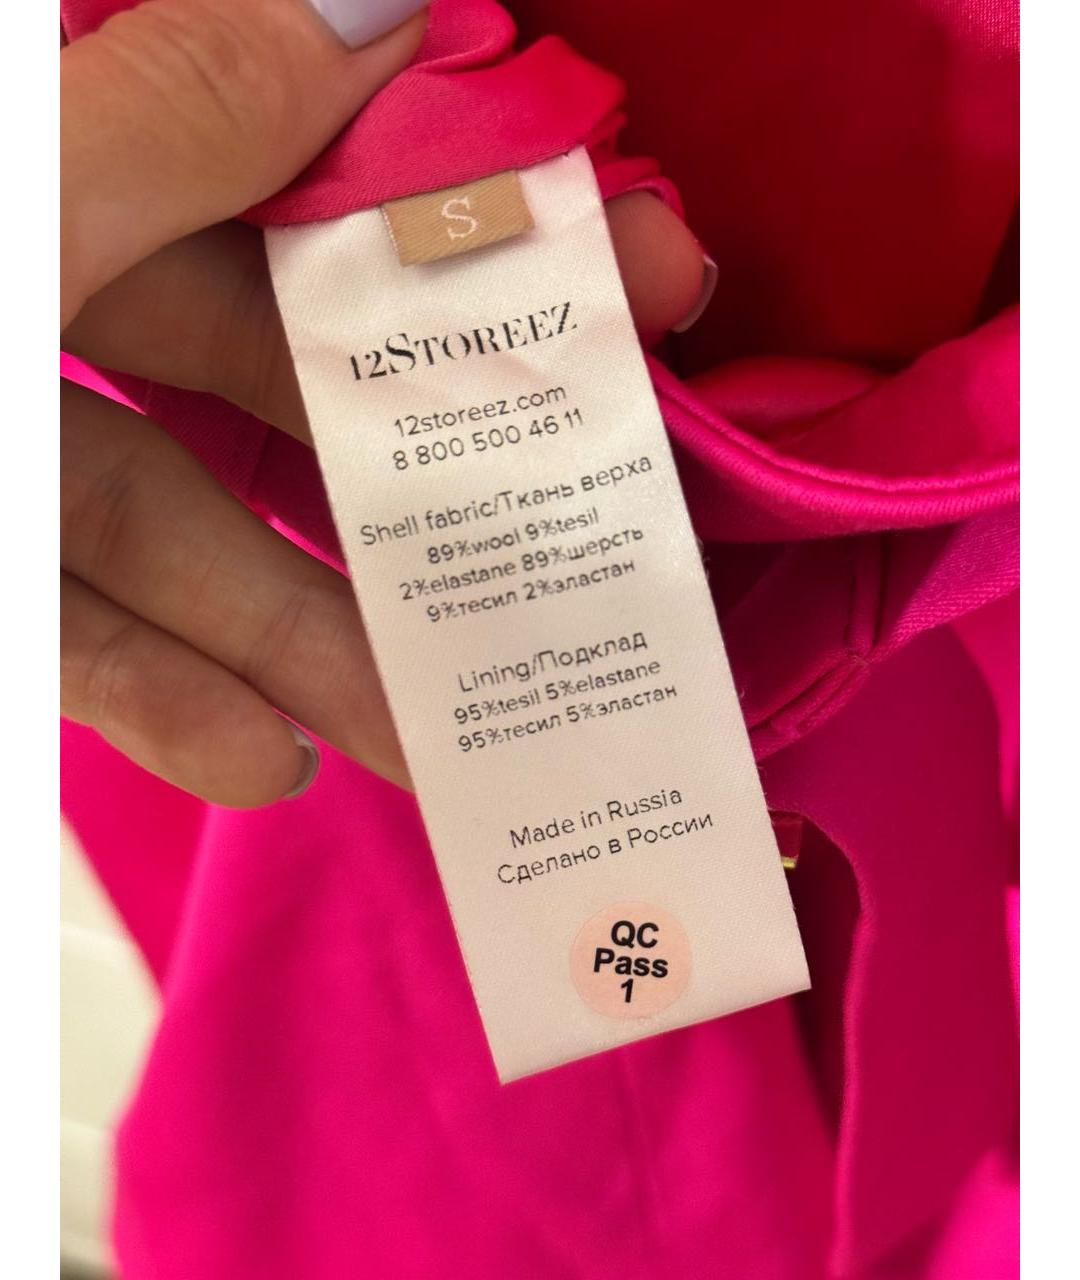 S
12STOREEZ
12storeez.com
8 800 500 46 11
Shell fabric/Ткань верха
89%wool 9%tesil
2%elastane 89%шерсть
9%тесил 2%эластан
Lining/Подклад
95%tesil 5%elastane
95%тесил 5%эластан
Made in Russia
Сделано в России
QC
Pass
1